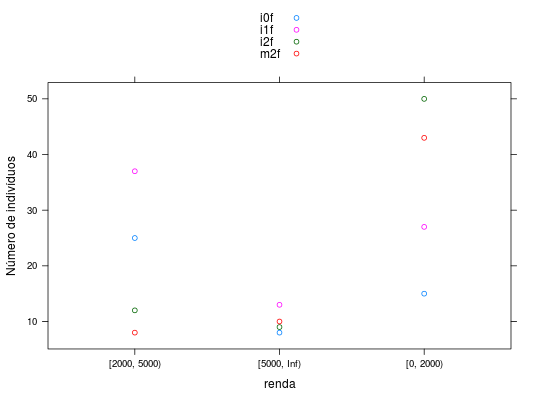 i0f
i1f
i2f
m2f
50
40
30
20
10
Número de indivíduos
[2000, 5000)
[5000, Inf)
[0, 2000)
renda